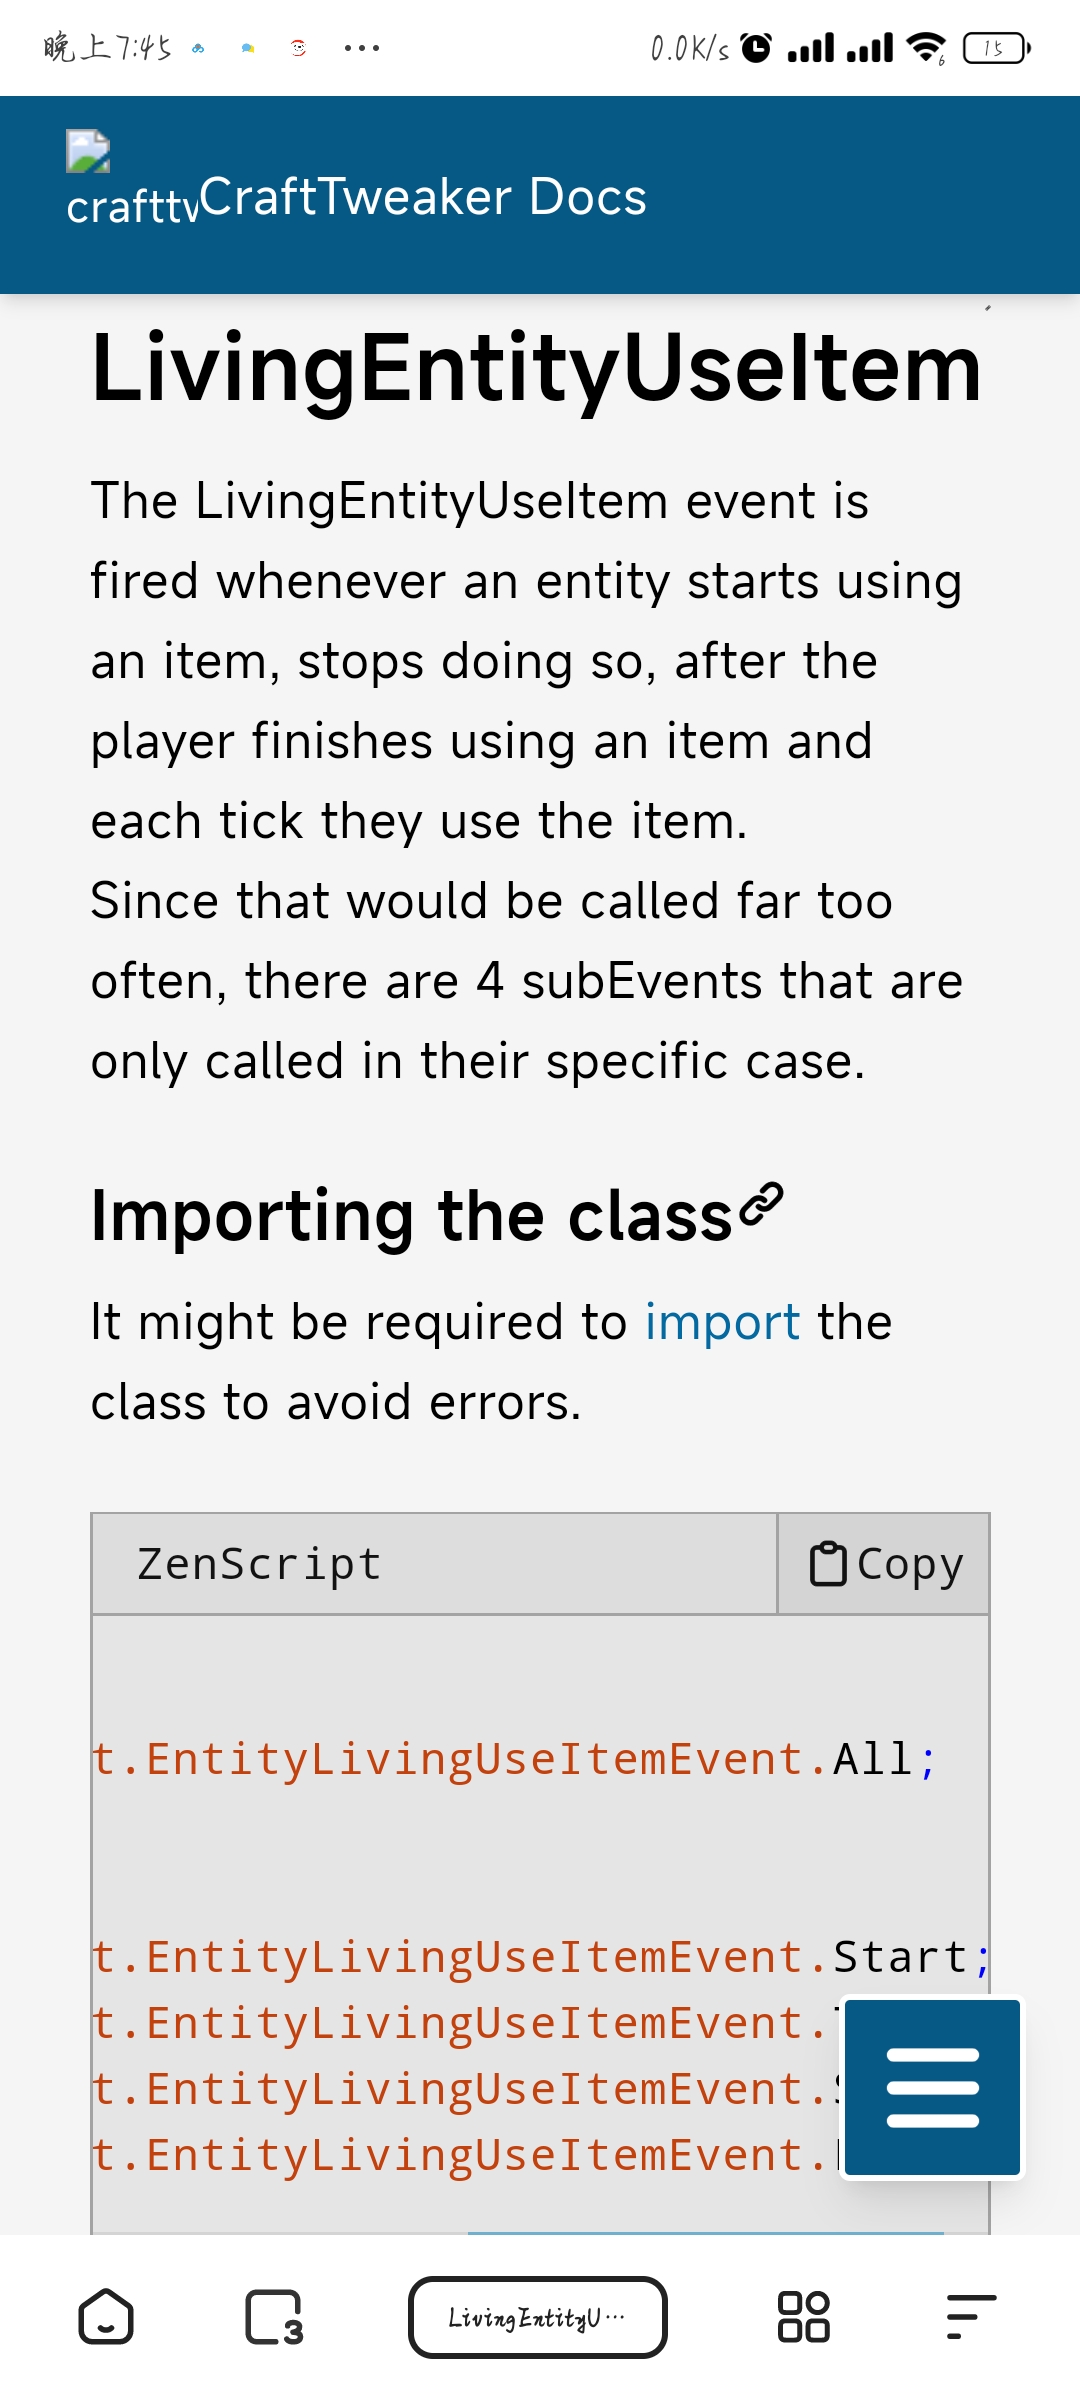 晚上7:45
0.0K/s
6
15
crafttw
CraftTweaker Docs
LivingEntityUseItem
The LivingEntityUseItem event is
fired whenever an entity starts using
an item, stops doing so, after the
player finishes using an item and
each tick they use the item.
Since that would be called far too
often, there are 4 subEvents that are
only called in their specific case.
Importing the class
It might be required to import the
class to avoid errors.
ZenScript
Copy
t.EntityLivingUseItemEvent.All;
t.EntityLivingUseItemEvent.Start;
t.EntityLivingUseItemEvent.
t.EntityLivingUseItemEvent.
t.EntityLivingUseItemEvent.
3
LivingEntityU…